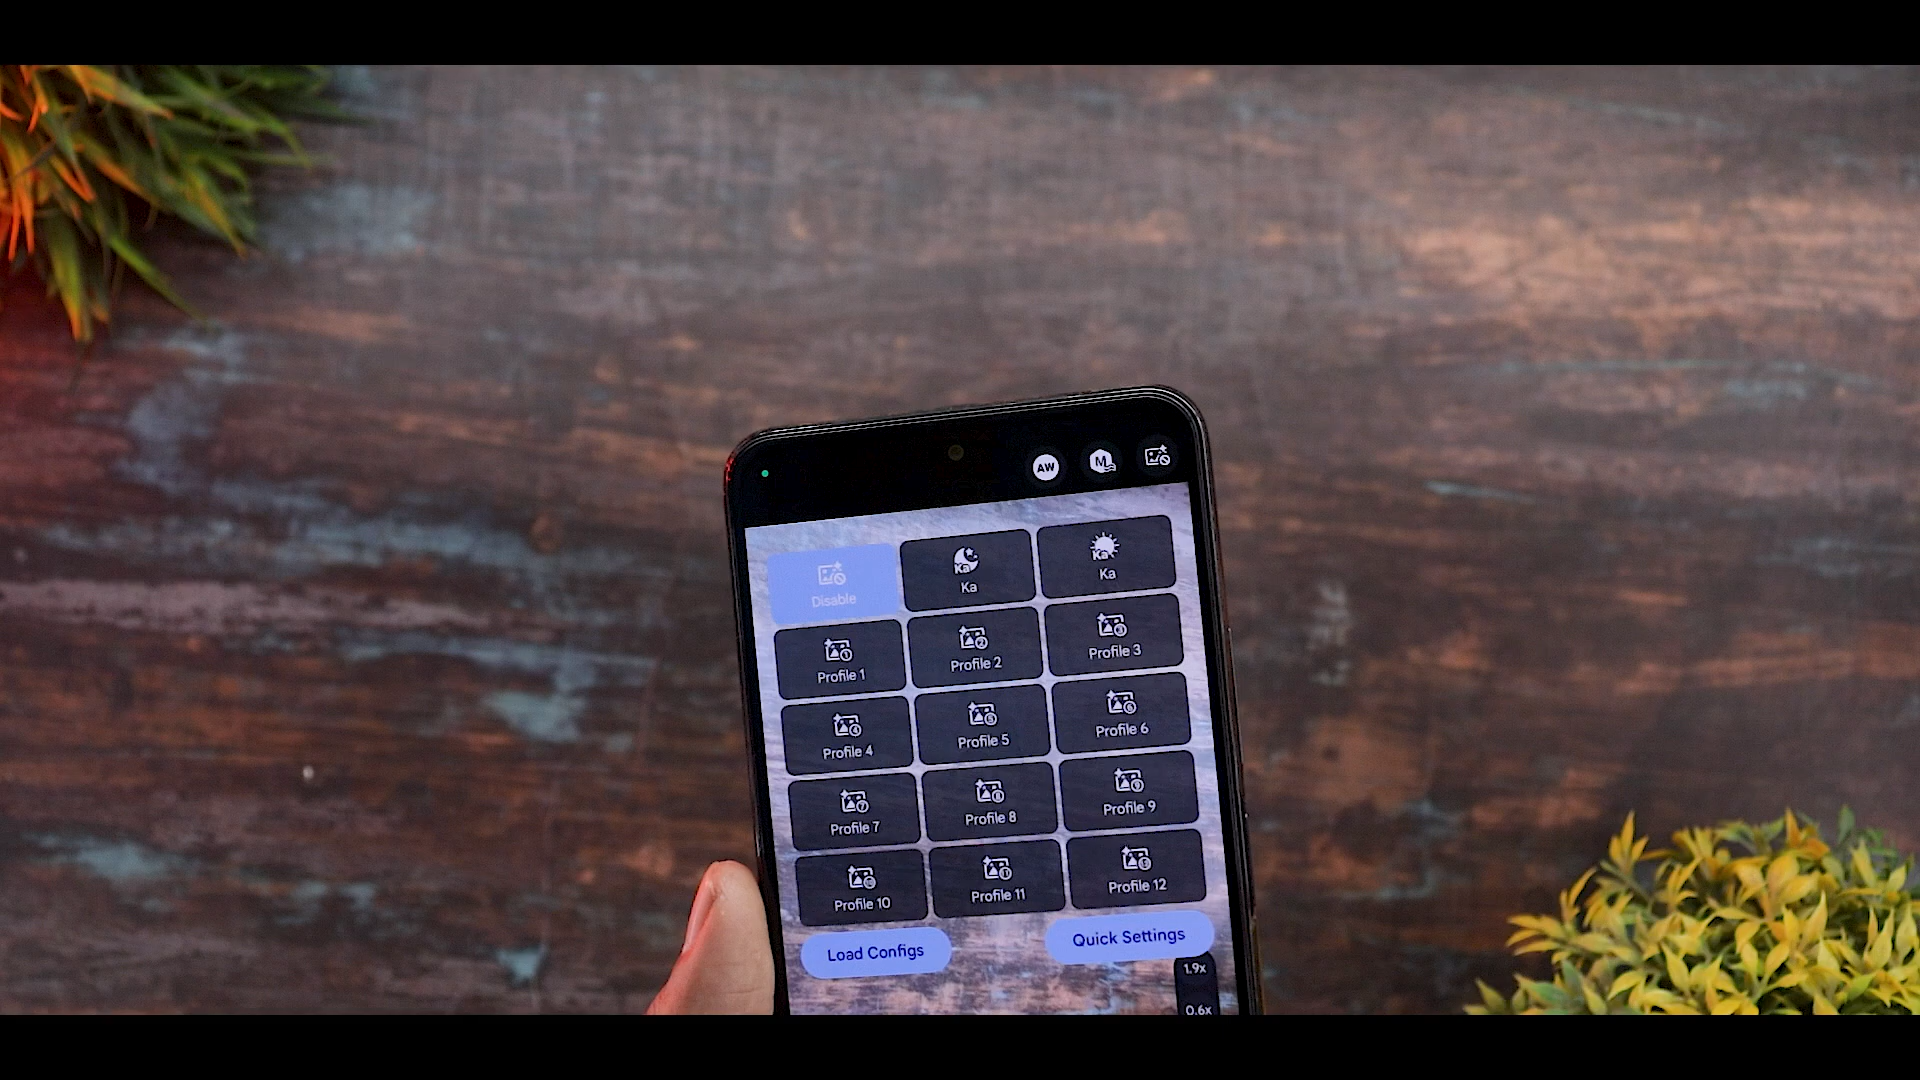 AW M
Disable Ka Ka
Profile 1 Profile 2 Profile 3
Profile 4 Profile 5 Profile 6
Profile 7 Profile 8 Profile 9
Profile 10 Profile 11 Profile 12
Load Configs Quick Settings
1.9x
0.6x